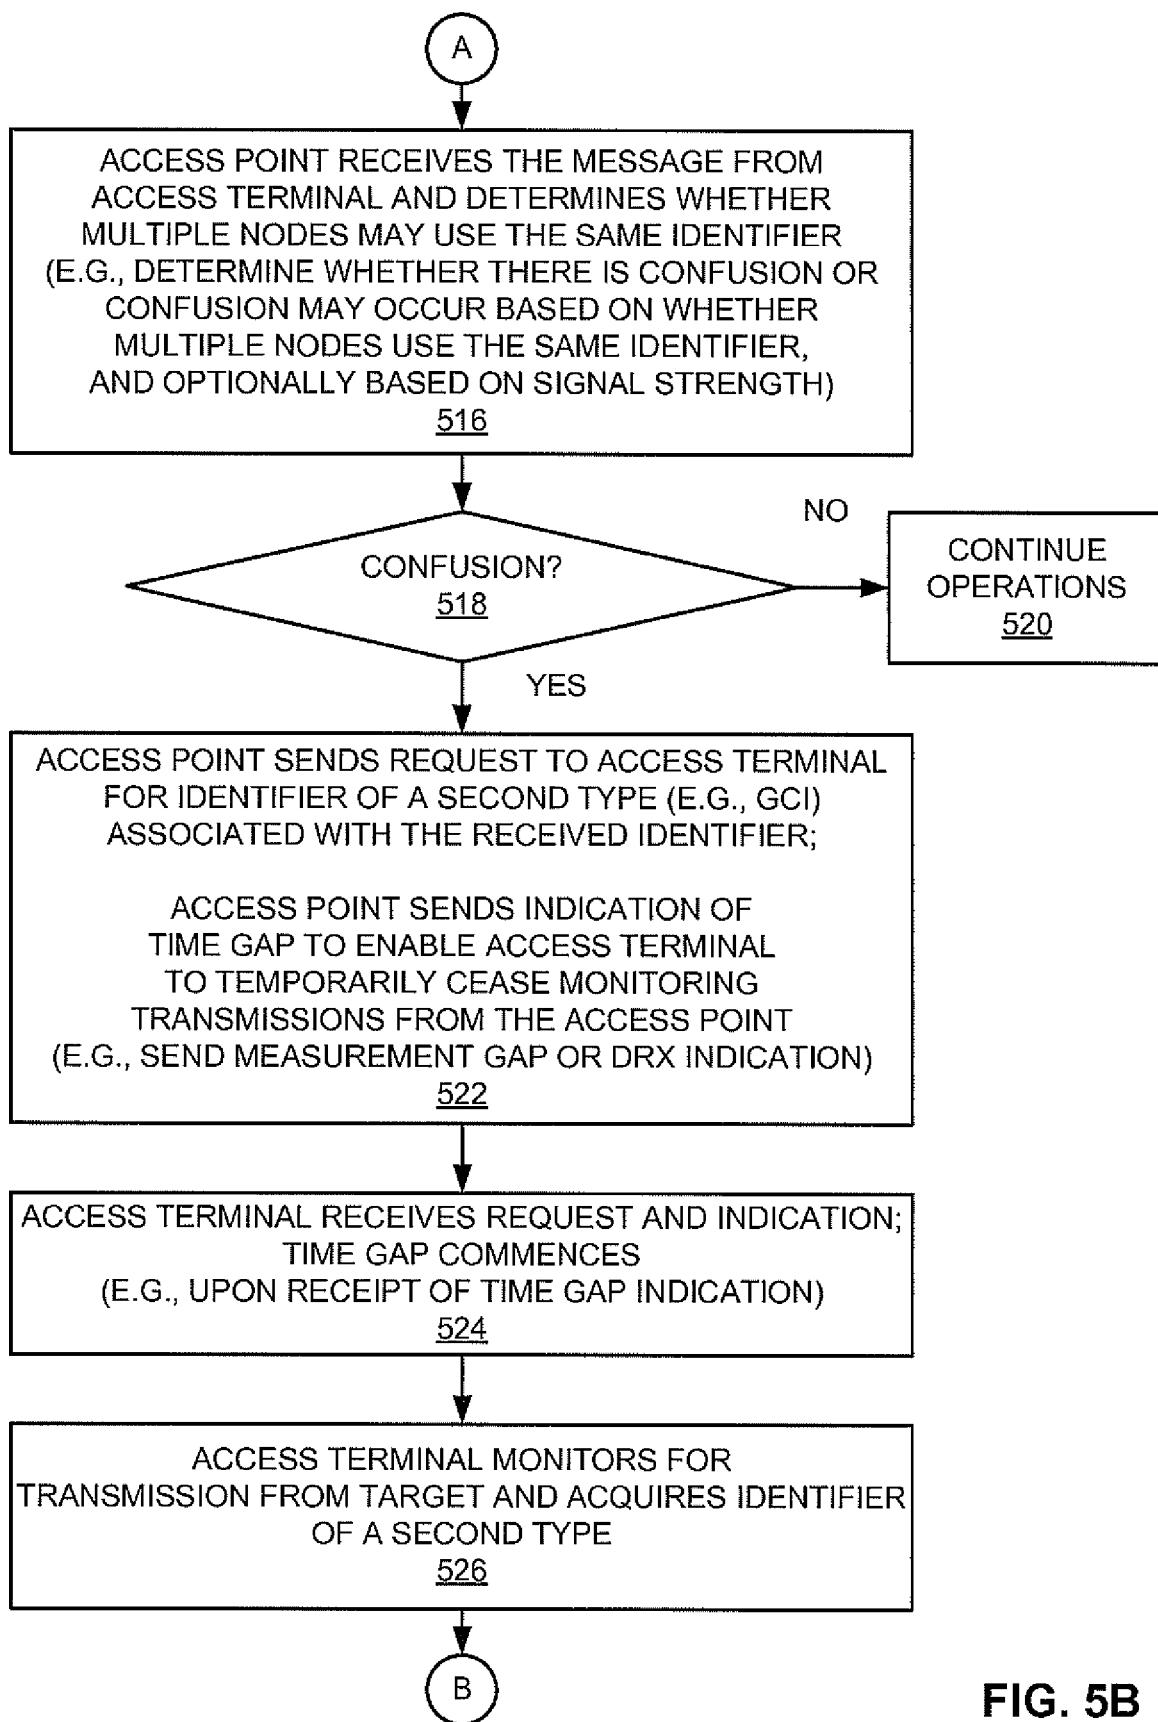 A
ACCESS POINT RECEIVES THE MESSAGE FROM
ACCESS TERMINAL AND DETERMINES WHETHER
MULTIPLE NODES MAY USE THE SAME IDENTIFIER
(E.G., DETERMINE WHETHER THERE IS CONFUSION OR
CONFUSION MAY OCCUR BASED ON WHETHER
MULTIPLE NODES USE THE SAME IDENTIFIER,
AND OPTIONALLY BASED ON SIGNAL STRENGTH)
516
CONFUSION?
518
NO
CONTINUE
OPERATIONS
520
YES
ACCESS POINT SENDS REQUEST TO ACCESS TERMINAL
FOR IDENTIFIER OF A SECOND TYPE (E.G., GCI)
ASSOCIATED WITH THE RECEIVED IDENTIFIER;
ACCESS POINT SENDS INDICATION OF
TIME GAP TO ENABLE ACCESS TERMINAL
TO TEMPORARILY CEASE MONITORING
TRANSMISSIONS FROM THE ACCESS POINT
(E.G., SEND MEASUREMENT GAP OR DRX INDICATION)
522
ACCESS TERMINAL RECEIVES REQUEST AND INDICATION;
TIME GAP COMMENCES
(E.G., UPON RECEIPT OF TIME GAP INDICATION)
524
ACCESS TERMINAL MONITORS FOR
TRANSMISSION FROM TARGET AND ACQUIRES IDENTIFIER
OF A SECOND TYPE
526
B
FIG. 5B